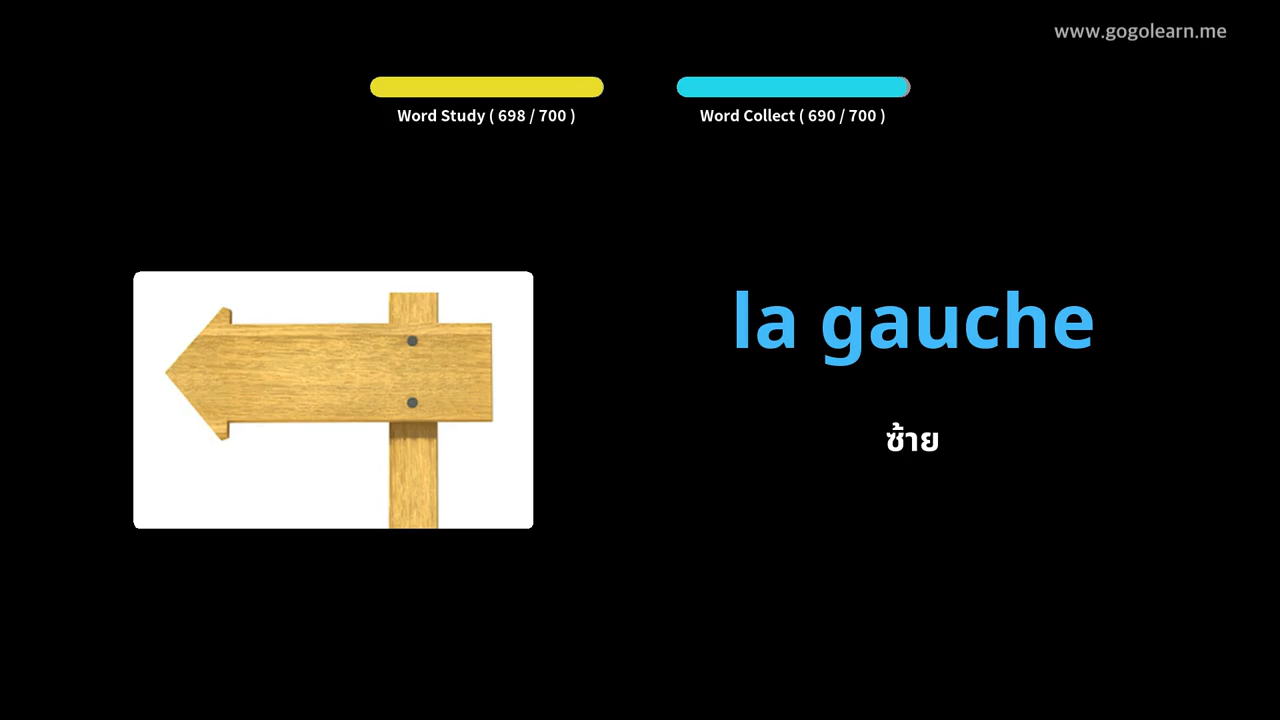 www.gogolearn.me
Word Study ( 698 / 700 )
Word Collect ( 690 / 700 )
la gauche
ซ้าย